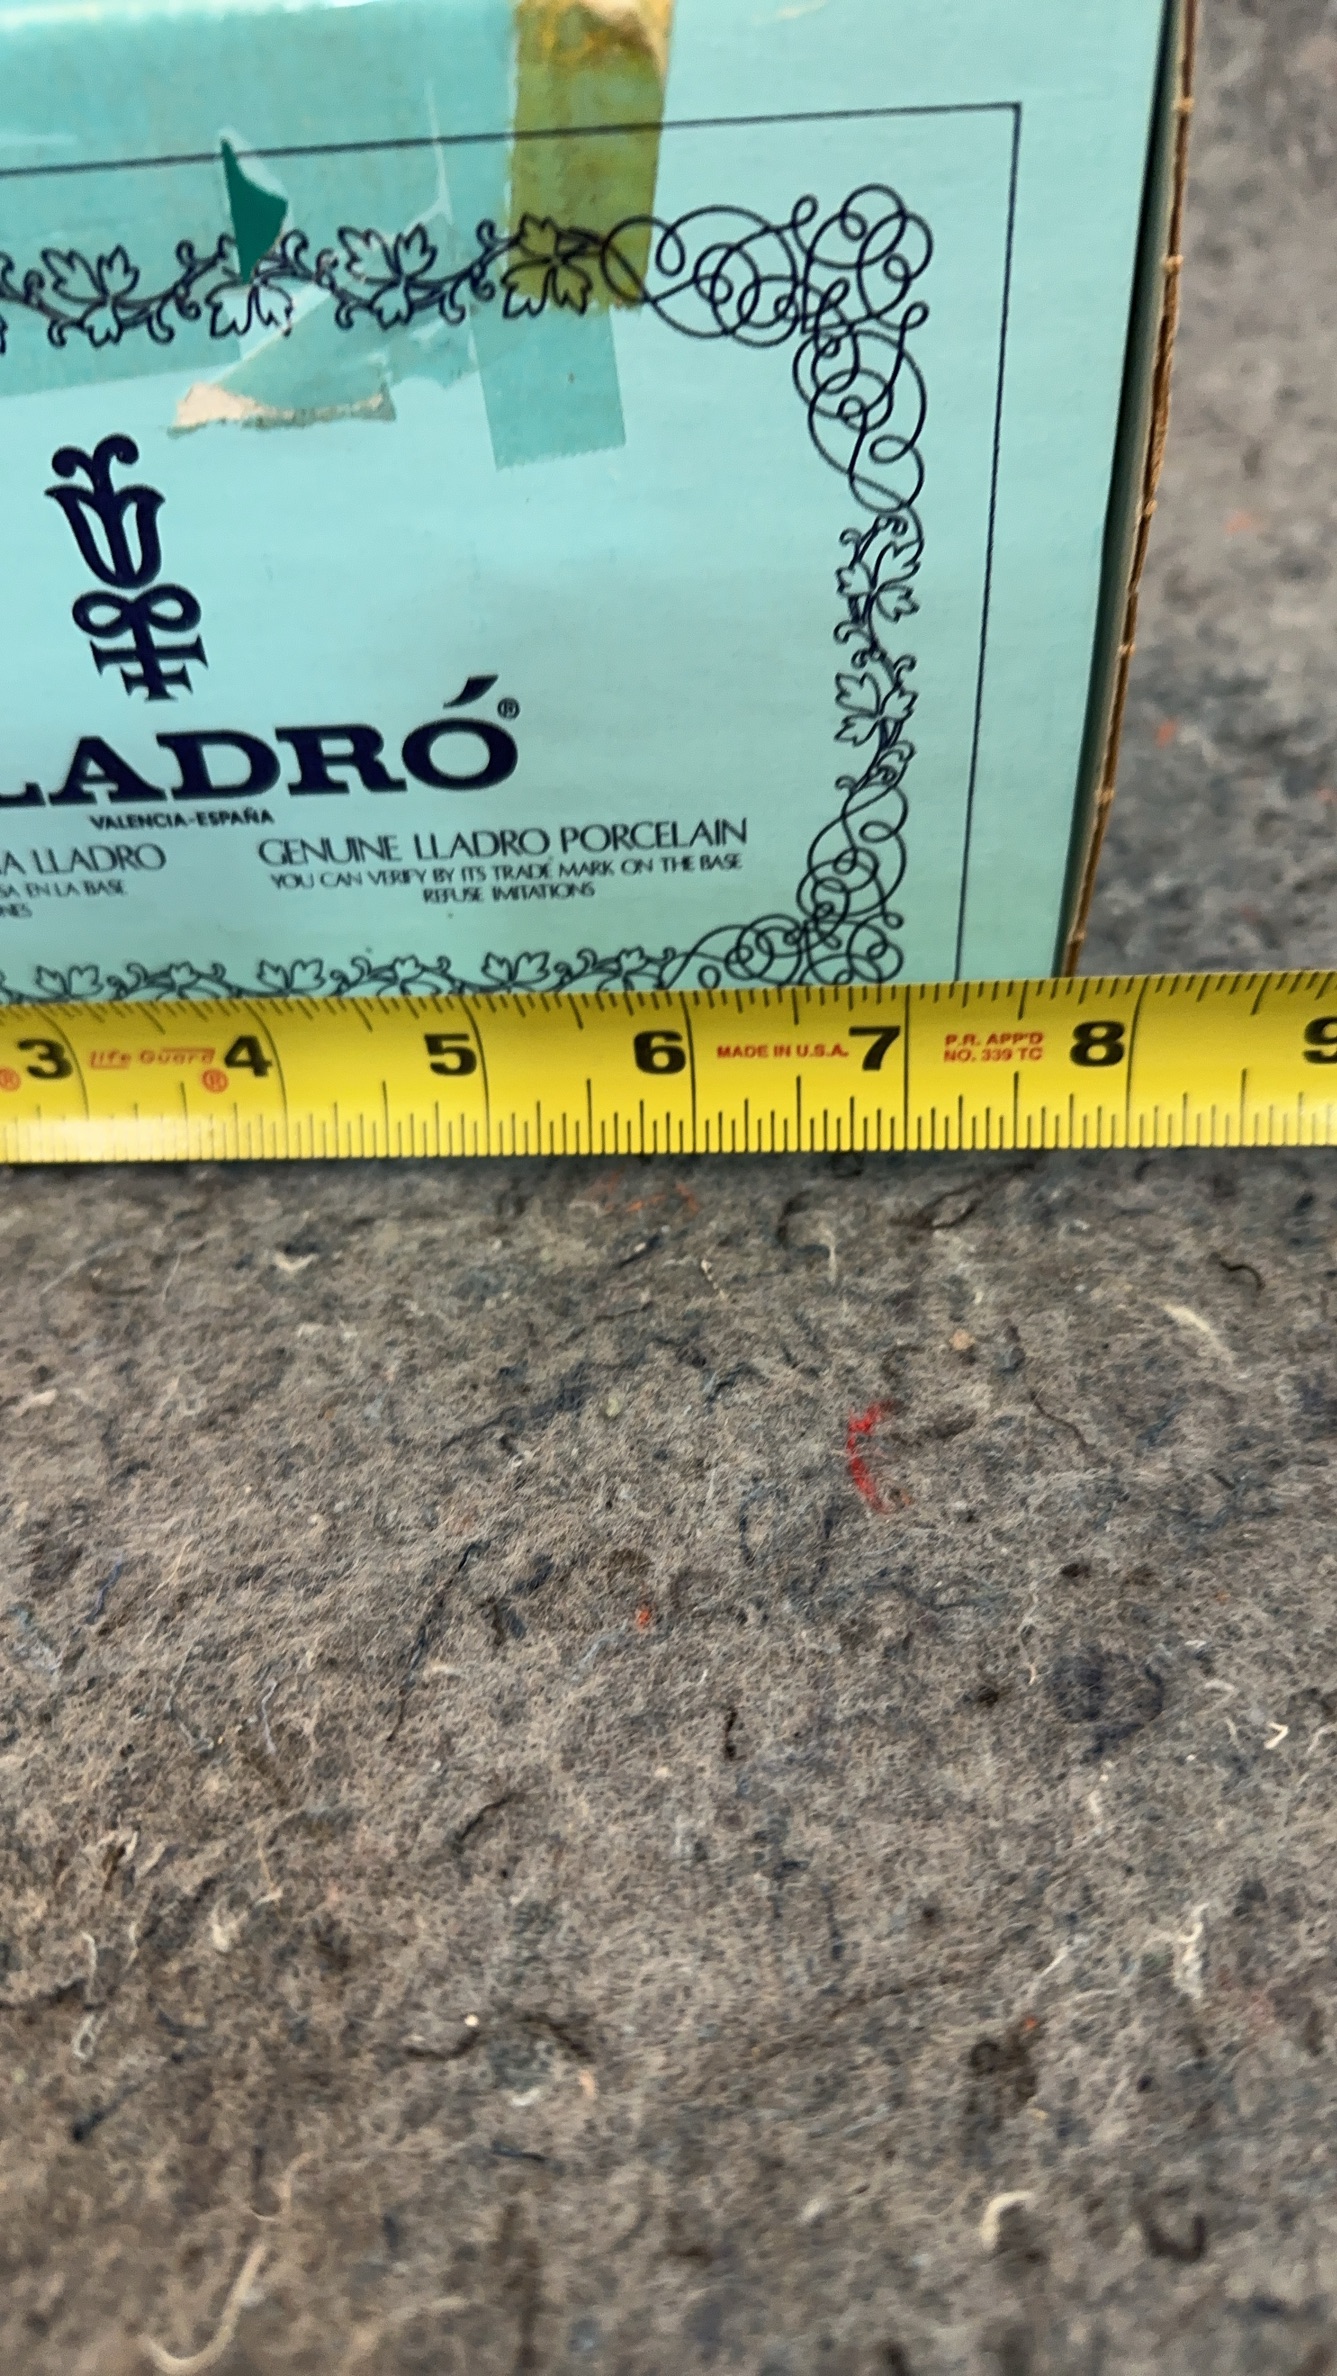 LADRÓ®
VALENCIA-ESPAÑA
A LLADRO
SA EN LA BASE
NES
GENUINE LLADRO PORCELAIN
YOU CAN VERIFY BY ITS TRADE MARK ON THE BASE
REFUSE IMITATIONS
® 3 Life Guard ® 4 5 6 MADE IN U.S.A. 7 P.R. APP'D 8 9
NO. 339 TC